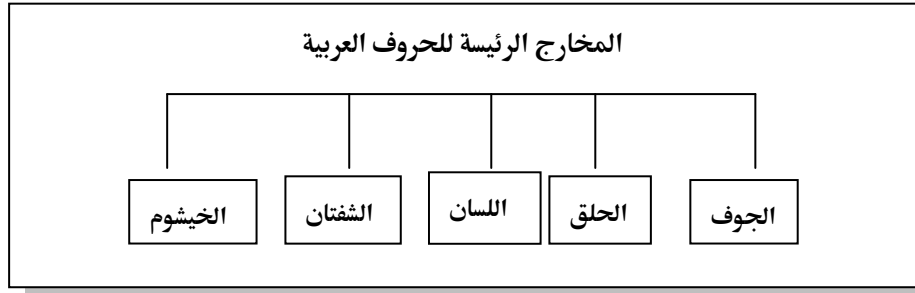 المخارج الرئيسة للحروف العربية
الجوف
الحلق
اللسان
الشفتان
الخيشوم